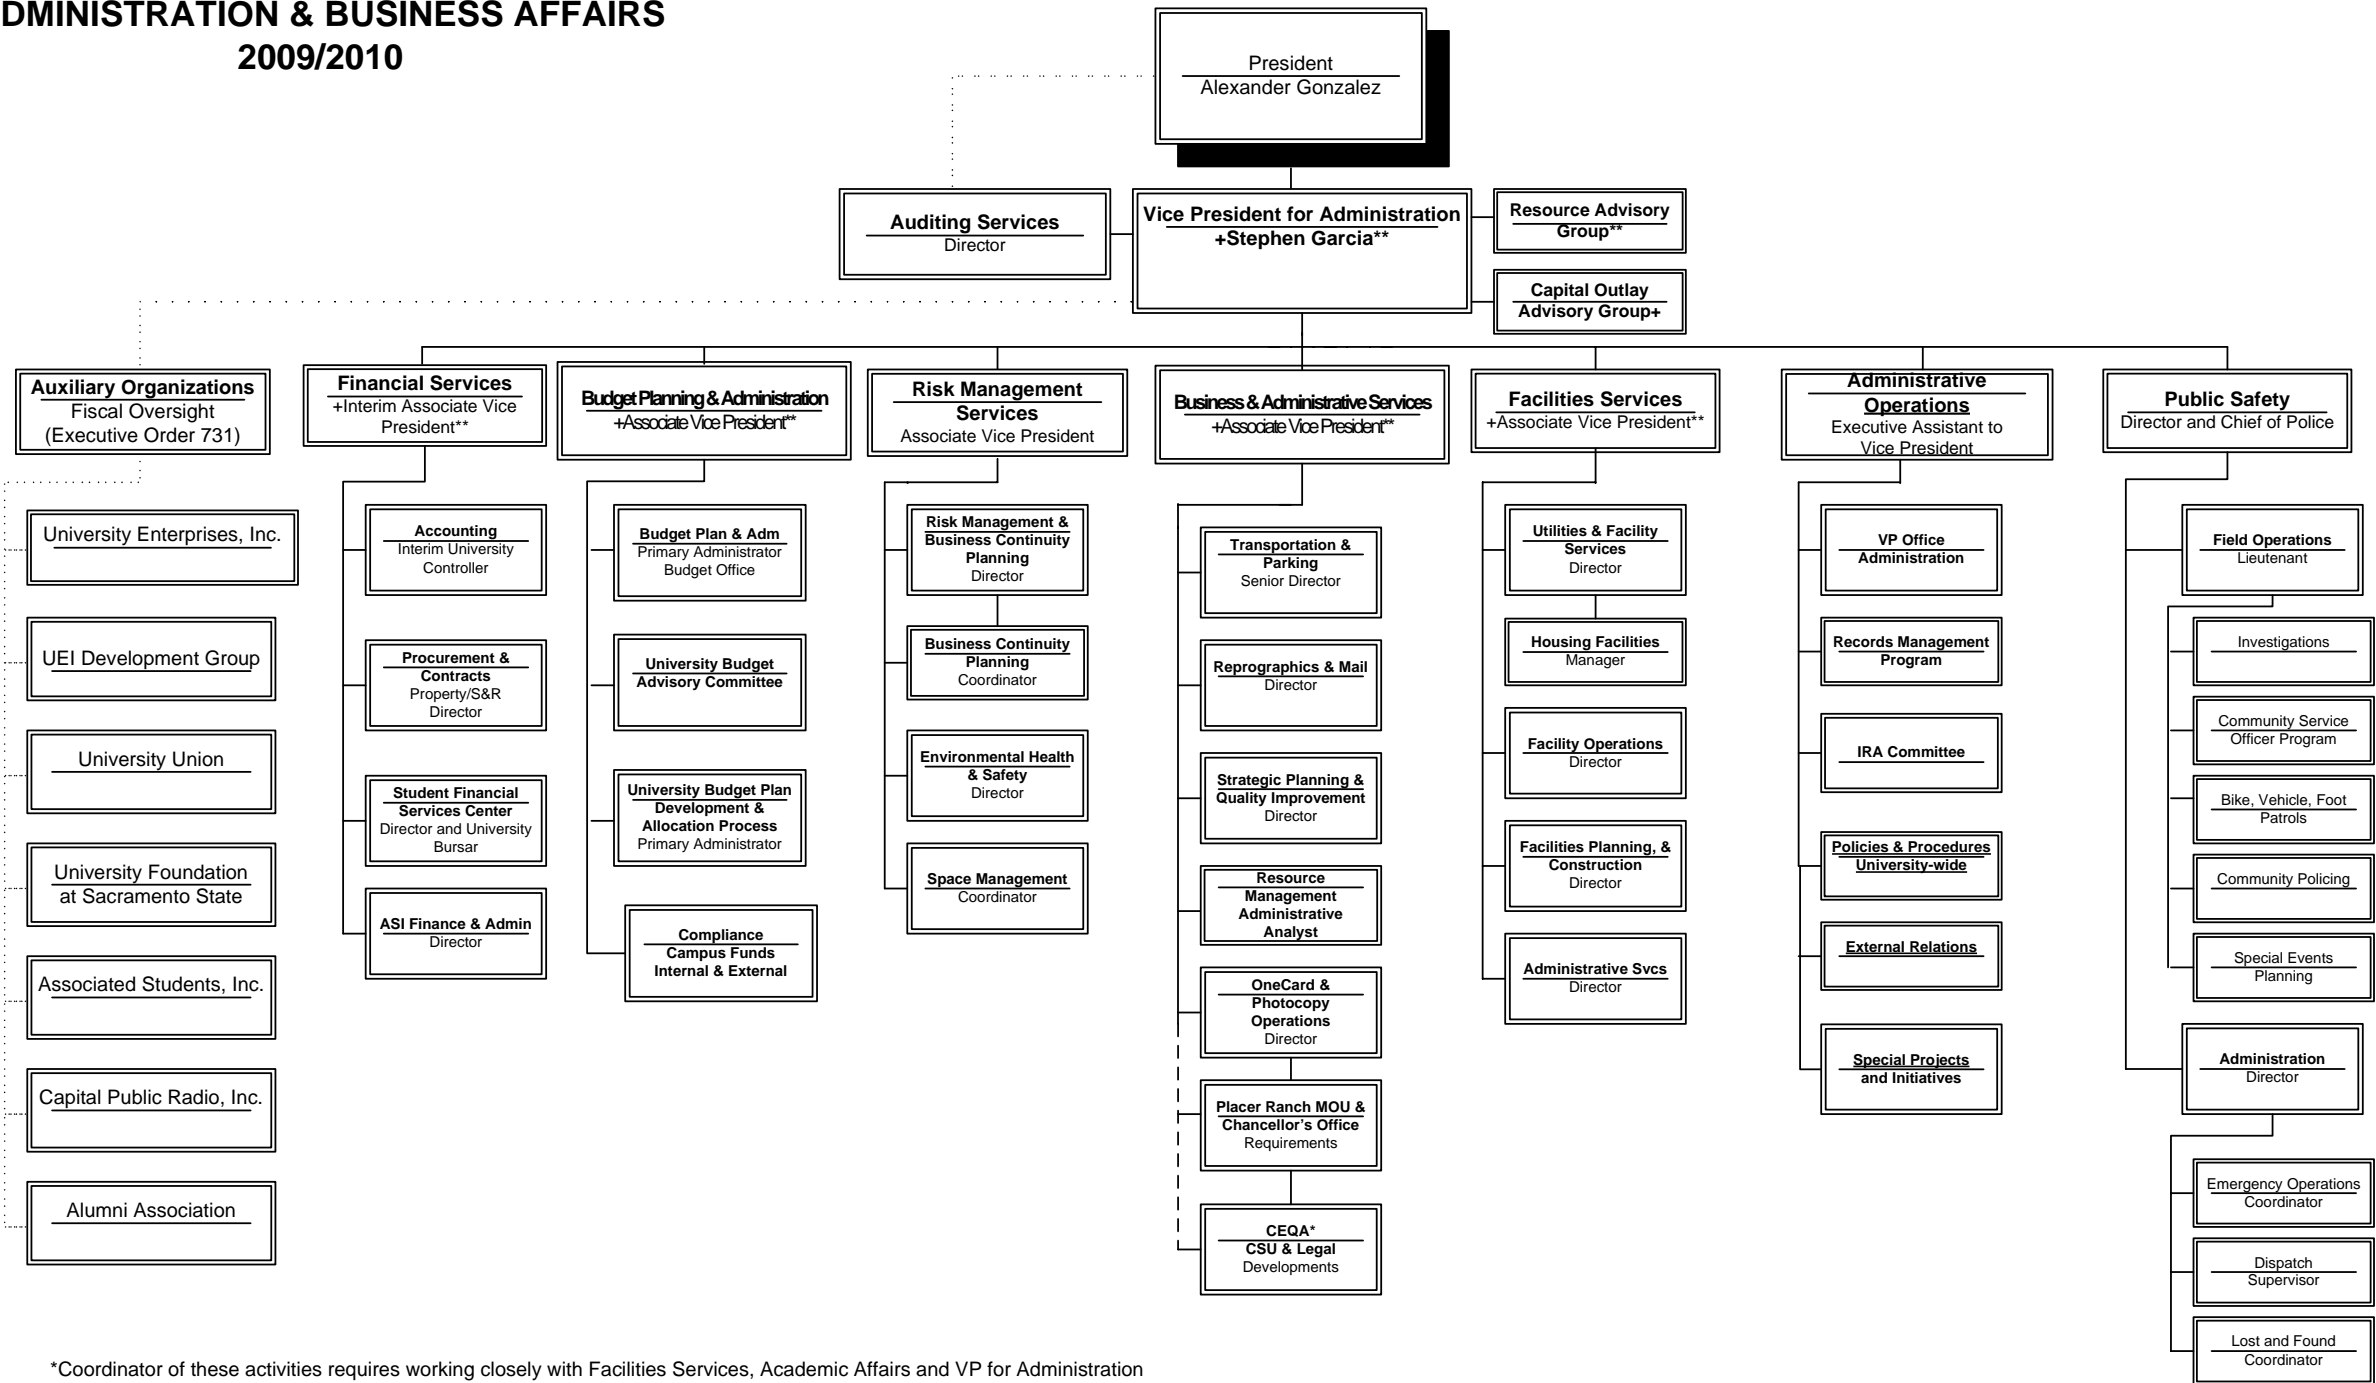 DMINISTRATION & BUSINESS AFFAIRS
2009/2010
President
Alexander Gonzalez
Auditing Services
Director
Vice President for Administration
+Stephen Garcia**
Resource Advisory
Group**
Capital Outlay
Advisory Group+
Auxiliary Organizations
Fiscal Oversight
(Executive Order 731)
University Enterprises, Inc.
UEI Development Group
University Union
University Foundation
at Sacramento State
Associated Students, Inc.
Capital Public Radio, Inc.
Alumni Association
Financial Services
+Interim Associate Vice
President**
Accounting
Interim University
Controller
Procurement &
Contracts
Property/S&R
Director
Student Financial
Services Center
Director and University
Bursar
ASI Finance & Admin
Director
Budget Planning & Administration
+Associate Vice President**
Budget Plan & Adm
Primary Administrator
Budget Office
University Budget
Advisory Committee
University Budget Plan
Development &
Allocation Process
Primary Administrator
Compliance
Campus Funds
Internal & External
Risk Management
Services
Associate Vice President
Risk Management &
Business Continuity
Planning
Director
Business Continuity
Planning
Coordinator
Environmental Health
& Safety
Director
Space Management
Coordinator
Business & Administrative Services
+Associate Vice President**
Transportation &
Parking
Senior Director
Reprographics & Mail
Director
Strategic Planning &
Quality Improvement
Director
Resource
Management
Administrative
Analyst
OneCard &
Photocopy
Operations
Director
Placer Ranch MOU &
Chancellor's Office
Requirements
CEQA*
CSU & Legal
Developments
Facilities Services
+Associate Vice President**
Utilities & Facility
Services
Director
Housing Facilities
Manager
Facility Operations
Director
Facilities Planning, &
Construction
Director
Administrative Svcs
Director
Administrative
Operations
Executive Assistant to
Vice President
VP Office
Administration
Records Management
Program
IRA Committee
Policies & Procedures
University-wide
External Relations
Special Projects
and Initiatives
Public Safety
Director and Chief of Police
Field Operations
Lieutenant
Investigations
Community Service
Officer Program
Bike, Vehicle, Foot
Patrols
Community Policing
Special Events
Planning
Administration
Director
Emergency Operations
Coordinator
Dispatch
Supervisor
Lost and Found
Coordinator
*Coordinator of these activities requires working closely with Facilities Services, Academic Affairs and VP for Administration